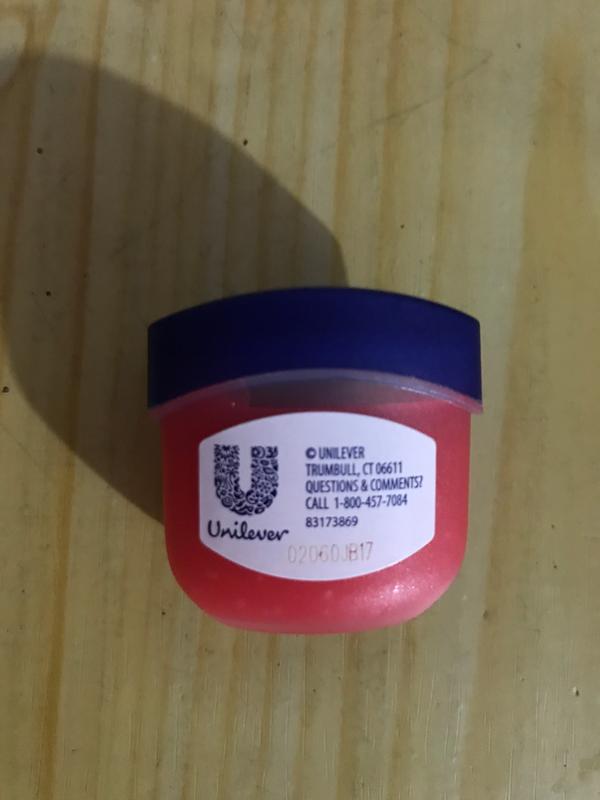 © UNILEVER
TRUMBULL, CT 06611
QUESTIONS & COMMENTS?
CALL 1-800-457-7084
83173869
Unilever
02060JB17